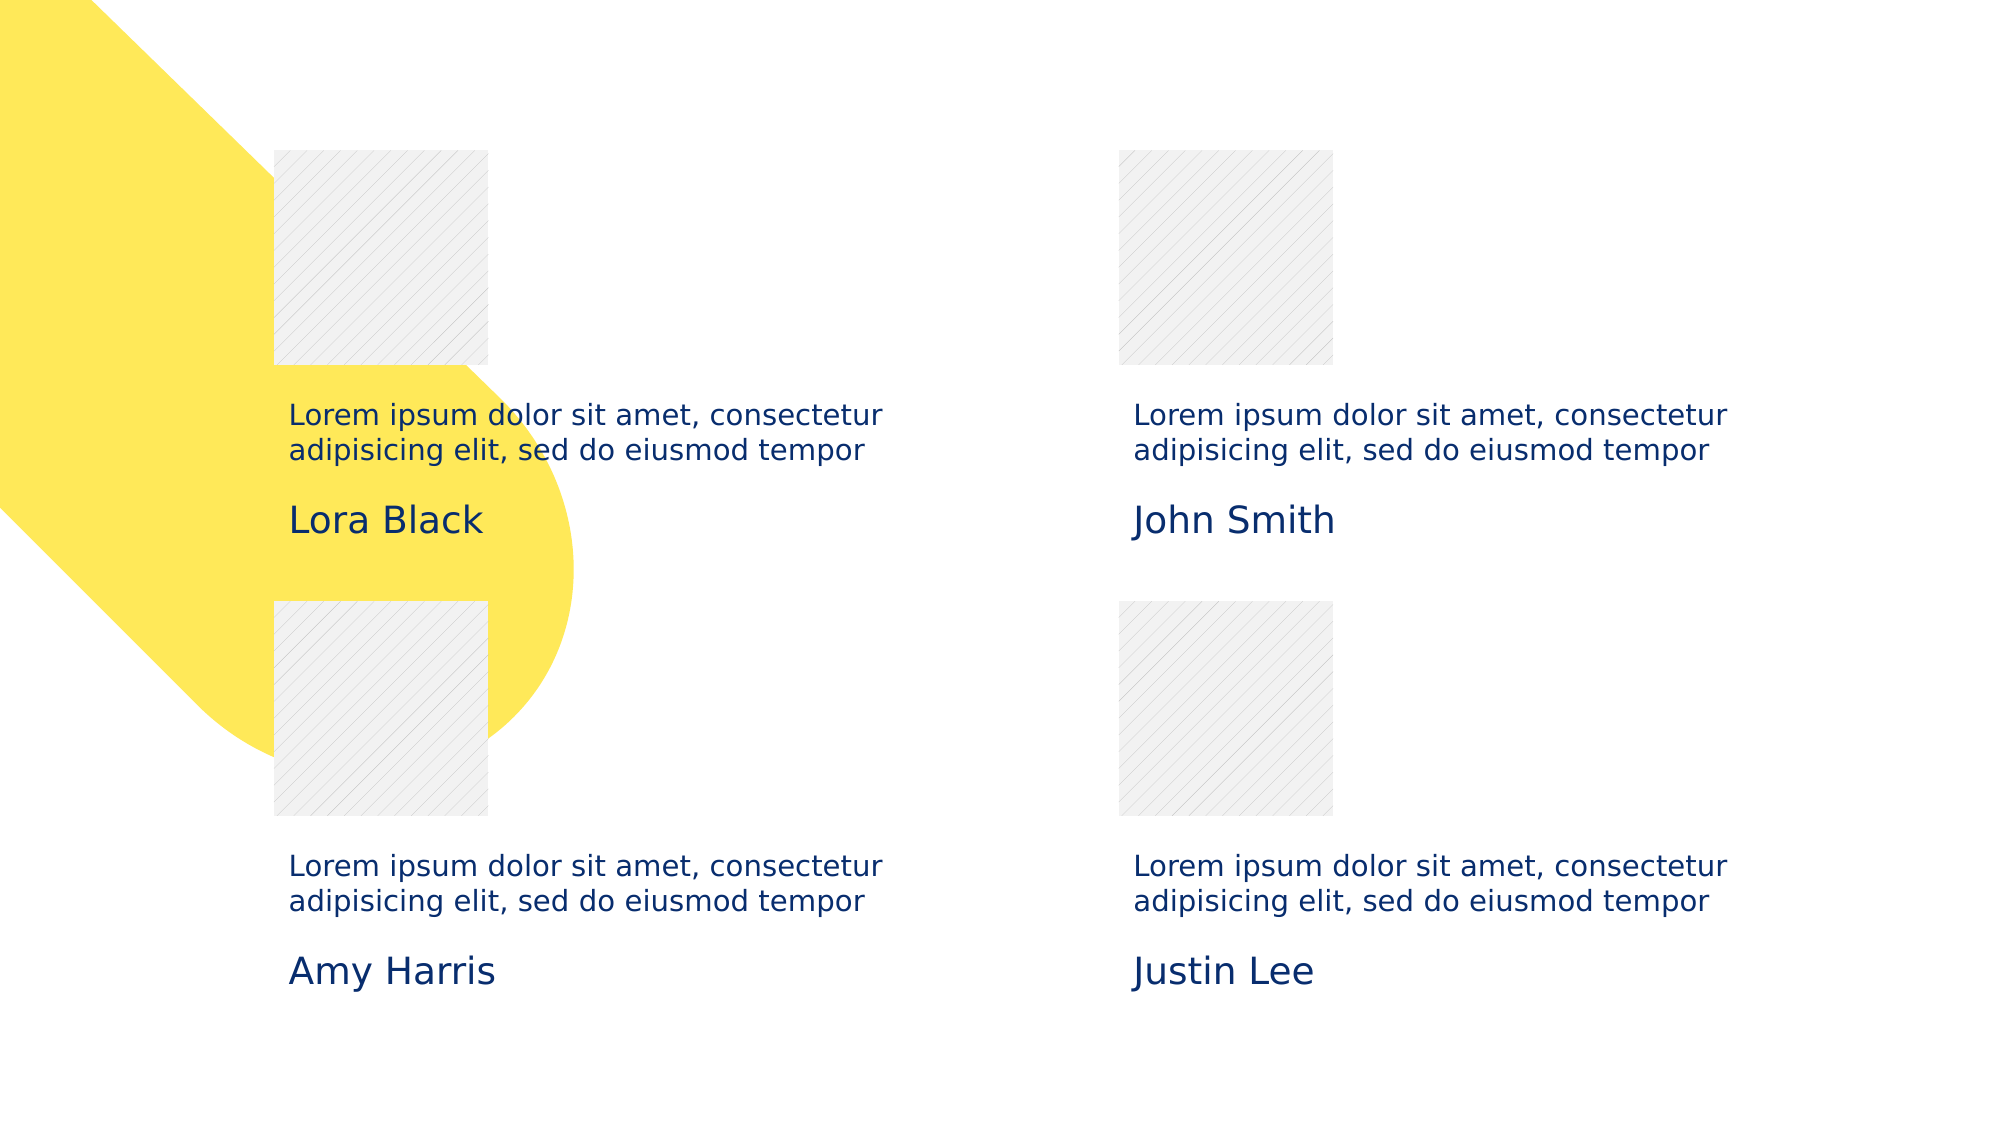 Lorem ipsum dolor sit amet, consectetur
adipisicing elit, sed do eiusmod tempor
Lora Black
Lorem ipsum dolor sit amet, consectetur
adipisicing elit, sed do eiusmod tempor
John Smith
Lorem ipsum dolor sit amet, consectetur
adipisicing elit, sed do eiusmod tempor
Amy Harris
Lorem ipsum dolor sit amet, consectetur
adipisicing elit, sed do eiusmod tempor
Justin Lee